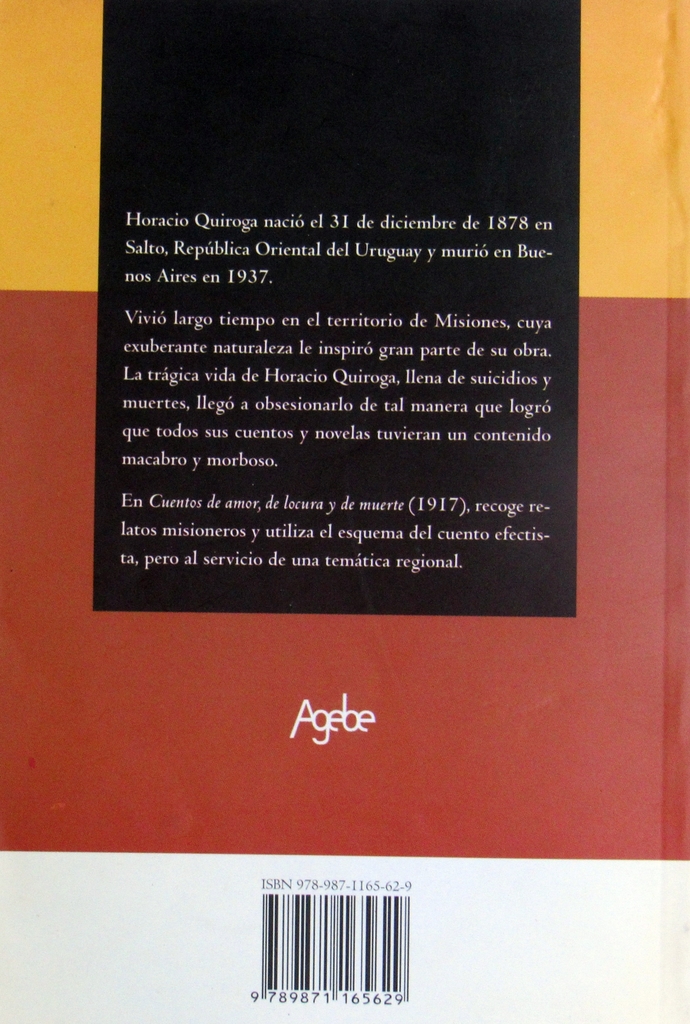 Horacio Quiroga nació el 31 de diciembre de 1878 en
Salto, República Oriental del Uruguay y murió en Bue-
nos Aires en 1937.
Vivió largo tiempo en el territorio de Misiones, cuya
exuberante naturaleza le inspiró gran parte de su obra.
La trágica vida de Horacio Quiroga, llena de suicidios y
muertes, llegó a obsesionarlo de tal manera que logró
que todos sus cuentos y novelas tuvieran un contenido
macabro y morboso.
En Cuentos de amor, de locura y de muerte (1917), recoge re-
latos misioneros y utiliza el esquema del cuento efectis-
ta, pero al servicio de una temática regional.
Agebe
ISBN 978-987-1165-62-9
9 789871 165629